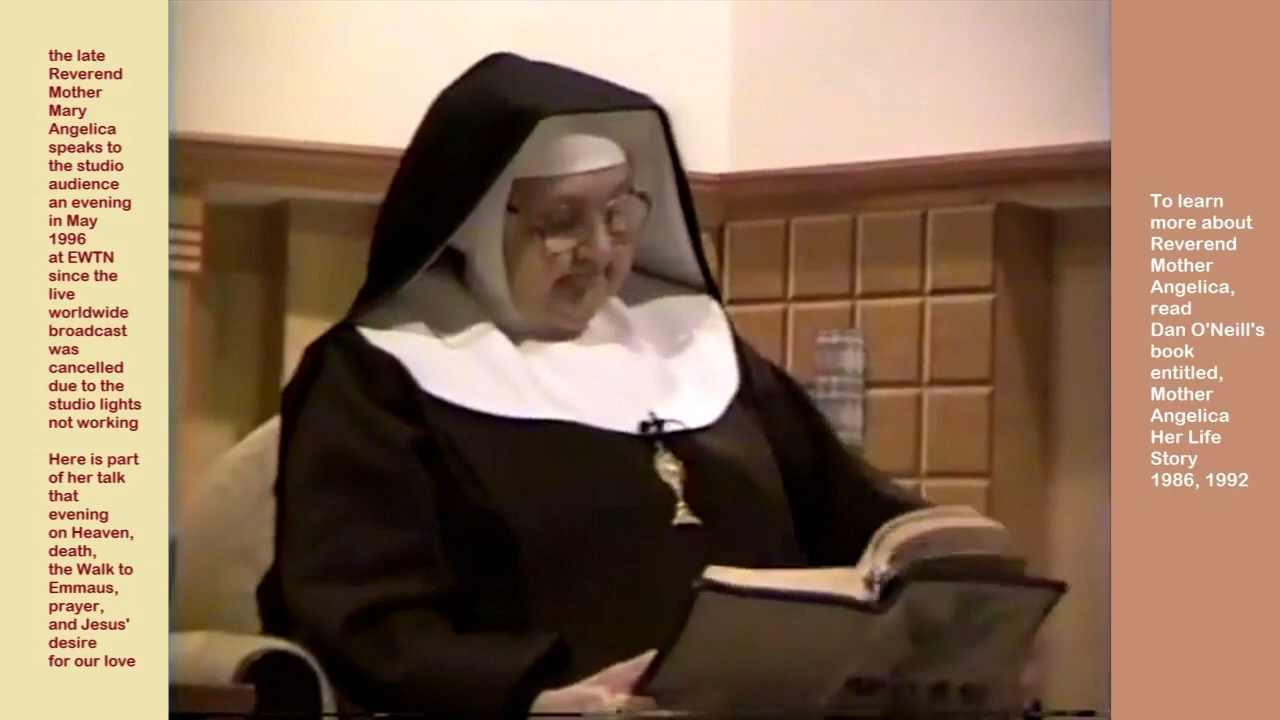 the late
Reverend
Mother
Mary
Angelica
speaks to
the studio
audience
an evening
in May
1996
at EWTN
since the
live
worldwide
broadcast
was
cancelled
due to the
studio lights
not working
Here is part
of her talk
that
evening
on Heaven,
death,
the Walk to
Emmaus,
prayer,
and Jesus'
desire
for our love
To learn
more about
Reverend
Mother
Angelica,
read
Dan O'Neill's
book
entitled,
Mother
Angelica
Her Life
Story
1986, 1992